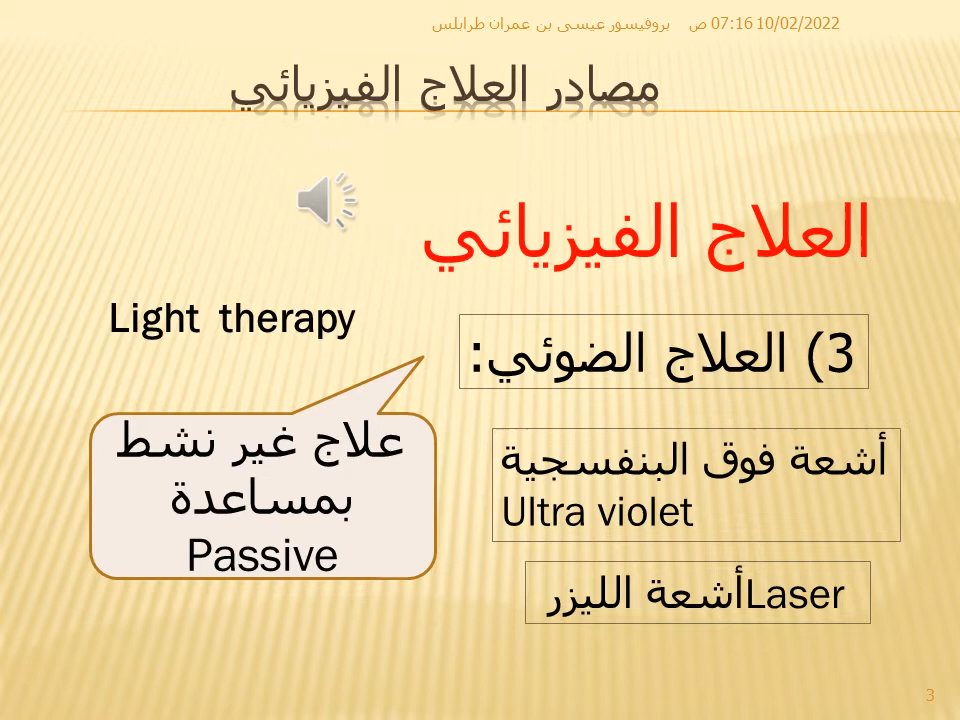 10/02/2022 07:16 ص بروفيسور عيسى بن عمران طرابلس
مصادر العلاج الفيزيائي
العلاج الفيزيائي
Light therapy
3) العلاج الضوئي:
علاج غير نشط
بمساعدة
Passive
أشعة فوق البنفسجية
Ultra violet
أشعة الليزرLaser
3